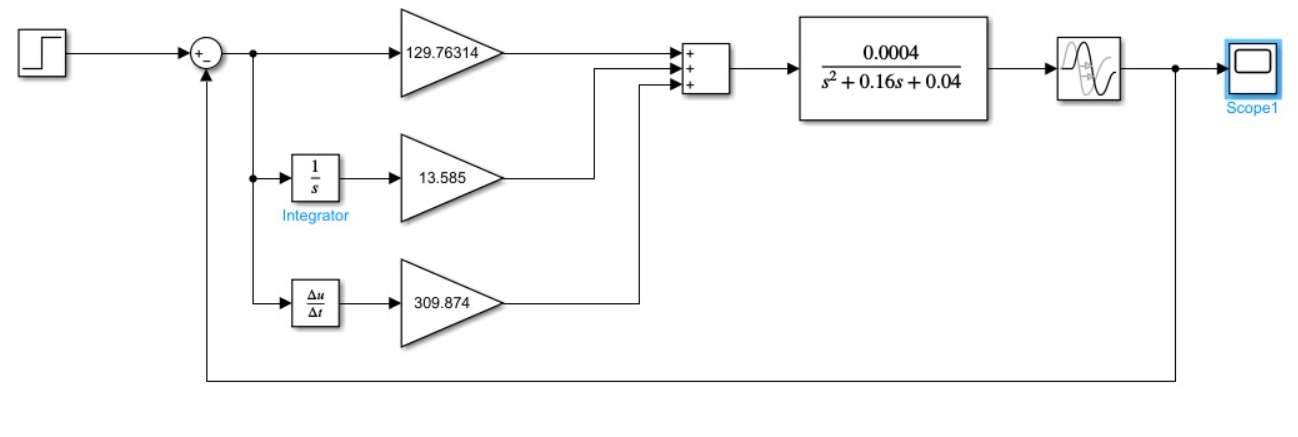 +
−
129.76314
+
+
+
0.0004
s² + 0.16s + 0.04
Scope1
1
s
13.585
Integrator
Δu
Δt
309.874